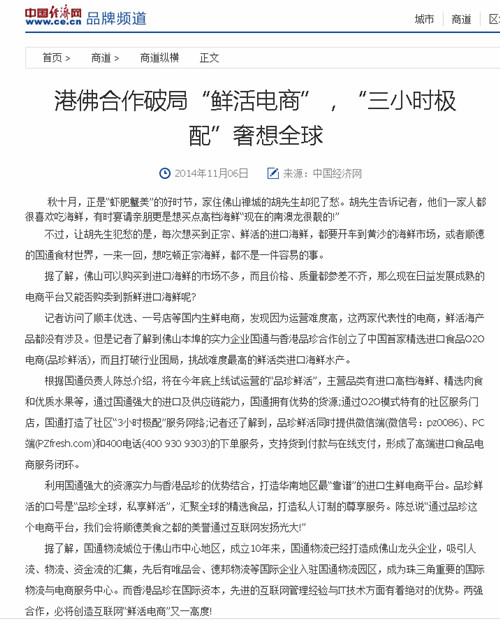 中国经济网
www.ce.cn
品牌频道
城市 商道 区
首页 > 商道 > 商道纵横 正文
港佛合作破局“鲜活电商”，“三小时极
配”奢想全球
2014年11月06日 来源：中国经济网
秋十月，正是"虾肥蟹美"的好时节，家住佛山禅城的胡先生却犯了愁。胡先生告诉记者，他们一家人都
很喜欢吃海鲜，有时宴请亲朋更是想买点高档海鲜"现在的南澳龙很靓的!"
不过，让胡先生犯愁的是，每次想买到正宗、鲜活的进口海鲜，都要开车到黄沙的海鲜市场，或者顺德
的国通食材世界，一来一回，想吃顿正宗海鲜，都不是一件容易的事。
据了解，佛山可以购买到进口海鲜的市场不多，而且价格、质量都参差不齐，那么现在日益发展成熟的
电商平台又能否购卖到新鲜进口海鲜呢?
记者访问了顺丰优选、一号店等国内生鲜电商，发现因为运营难度高，这两家代表性的电商，鲜活海产
品都没有涉及。但是记者了解到佛山本埠的实力企业国通与香港品珍合作创立了中国首家精选进口食品O2O
电商(品珍鲜活)，而且打破行业困局，挑战难度最高的鲜活类进口海鲜水产。
根据国通负责人陈总介绍，将在今年底上线试运营的"品珍鲜活"，主营品类有进口高档海鲜、精选肉食
和优质水果等，通过国通强大的进口及供应链能力，国通拥有优势的货源;通过O2O模式特有的社区服务门
店，国通打造了社区"3小时极配"服务网络;记者还了解到，品珍鲜活同时提供微信端(微信号：pz0086)、PC
端(PZfresh.com)和400电话(400 930 9303)的下单服务，支持货到付款与在线支付，形成了高端进口食品电
商服务闭环。
利用国通强大的资源实力与香港品珍的优势结合，打造华南地区最"靠谱"的进口生鲜电商平台。品珍鲜
活的口号是"品珍全球，私享鲜活"，汇聚全球的精选食品，打造私人订制的尊享服务。陈总说"通过品珍这
个电商平台，我们会将顺德美食之都的美誉通过互联网发扬光大!"
据了解，国通物流城位于佛山市中心地区，成立10年来，国通物流已经打造成佛山龙头企业，吸引人
流、物流、资金流的汇集，先后有唯品会、德邦物流等国际企业入驻国通物流园区，成为珠三角重要的国际
物流与电商服务中心。而香港品珍在国际资本，先进的互联网管理经验与IT技术方面有着绝对的优势。两强
合作，必将创造互联网"鲜活电商"又一高度!